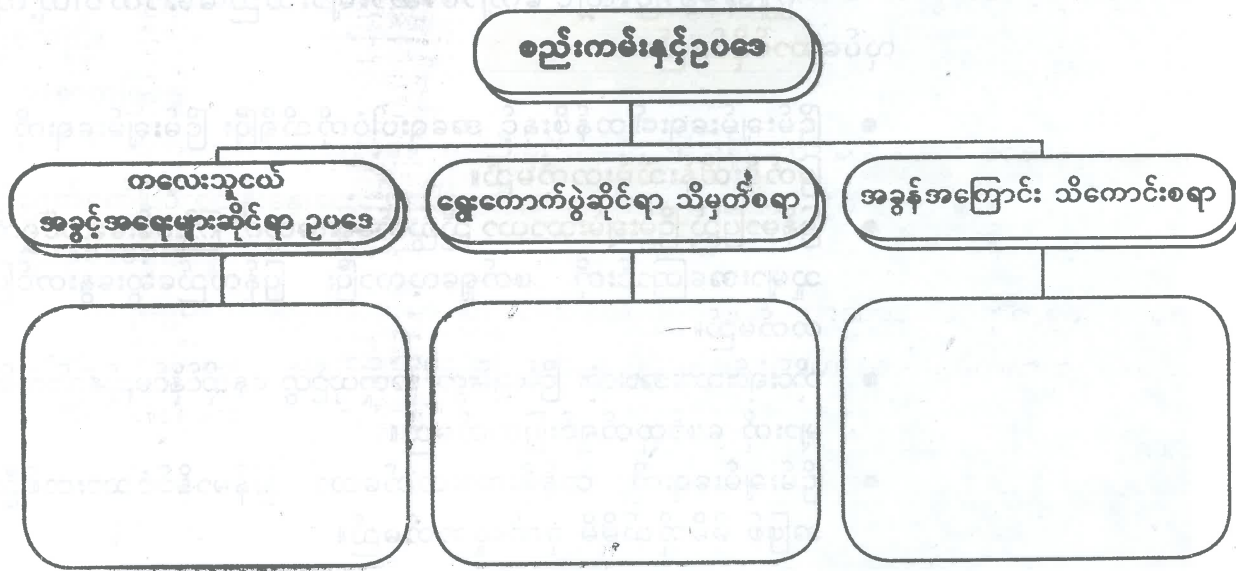 စည်းကမ်းနှင့်ဥပဒေ
ကလေးသူငယ်
အခွင့်အရေးများဆိုင်ရာ ဥပဒေ
ရွေးကောက်ပွဲဆိုင်ရာ သိမှတ်စရာ
အခွန်အကြောင်း သိကောင်းစရာ